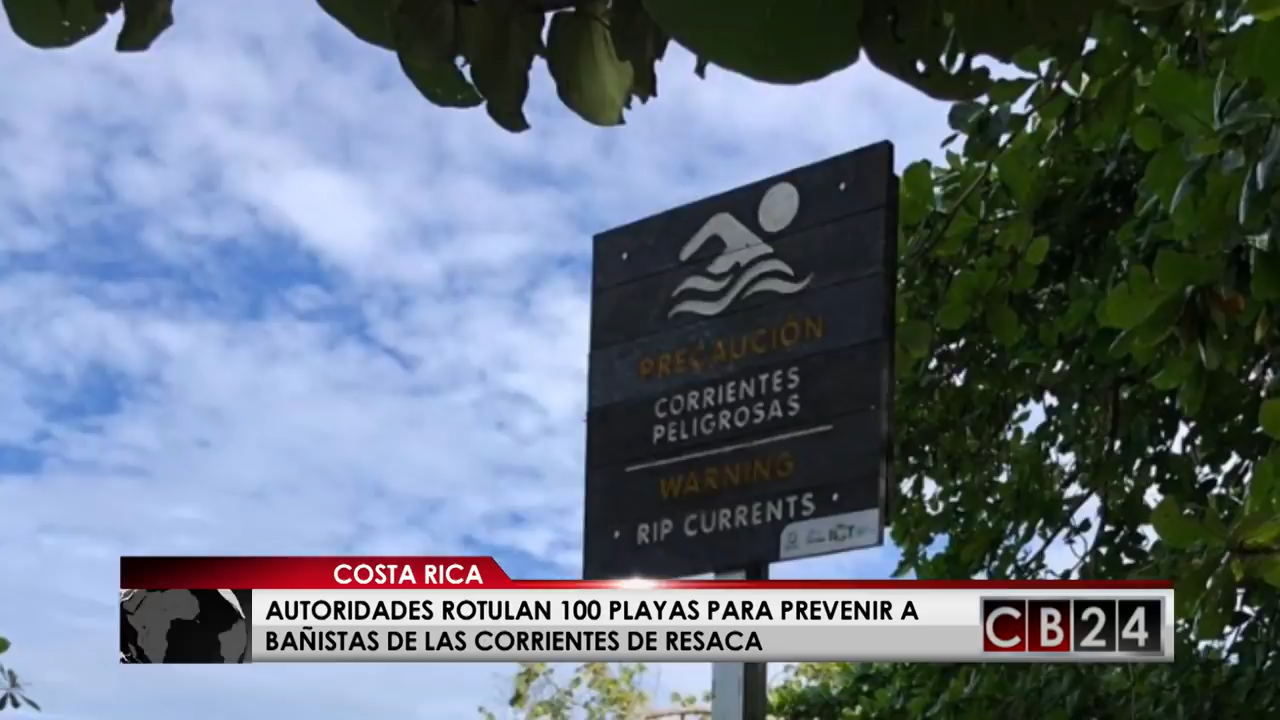 PRECAUCIÓN
CORRIENTES
PELIGROSAS
WARNING
RIP CURRENTS
COSTA RICA
AUTORIDADES ROTULAN 100 PLAYAS PARA PREVENIR A
BAÑISTAS DE LAS CORRIENTES DE RESACA
CB24